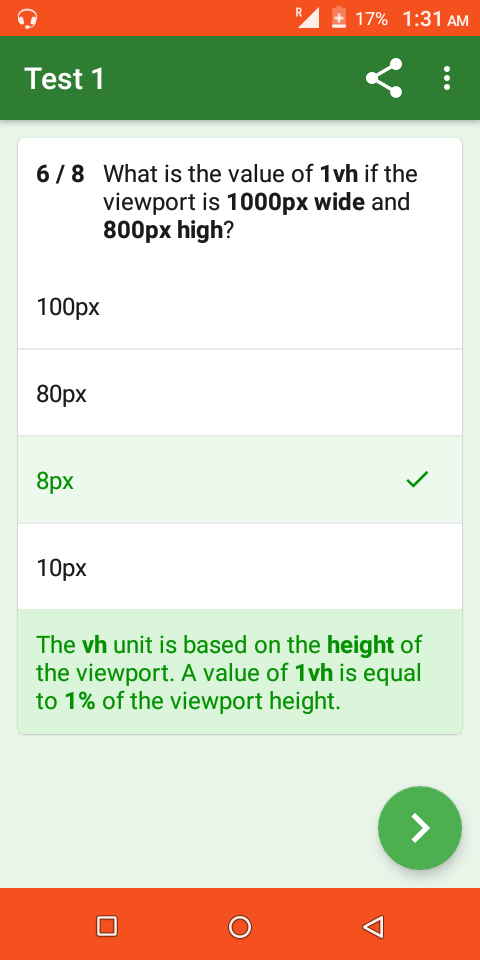 R 17% 1:31 AM
Test 1
6 / 8 What is the value of 1vh if the
viewport is 1000px wide and
800px high?
100px
80px
8px
10px
The vh unit is based on the height of
the viewport. A value of 1vh is equal
to 1% of the viewport height.